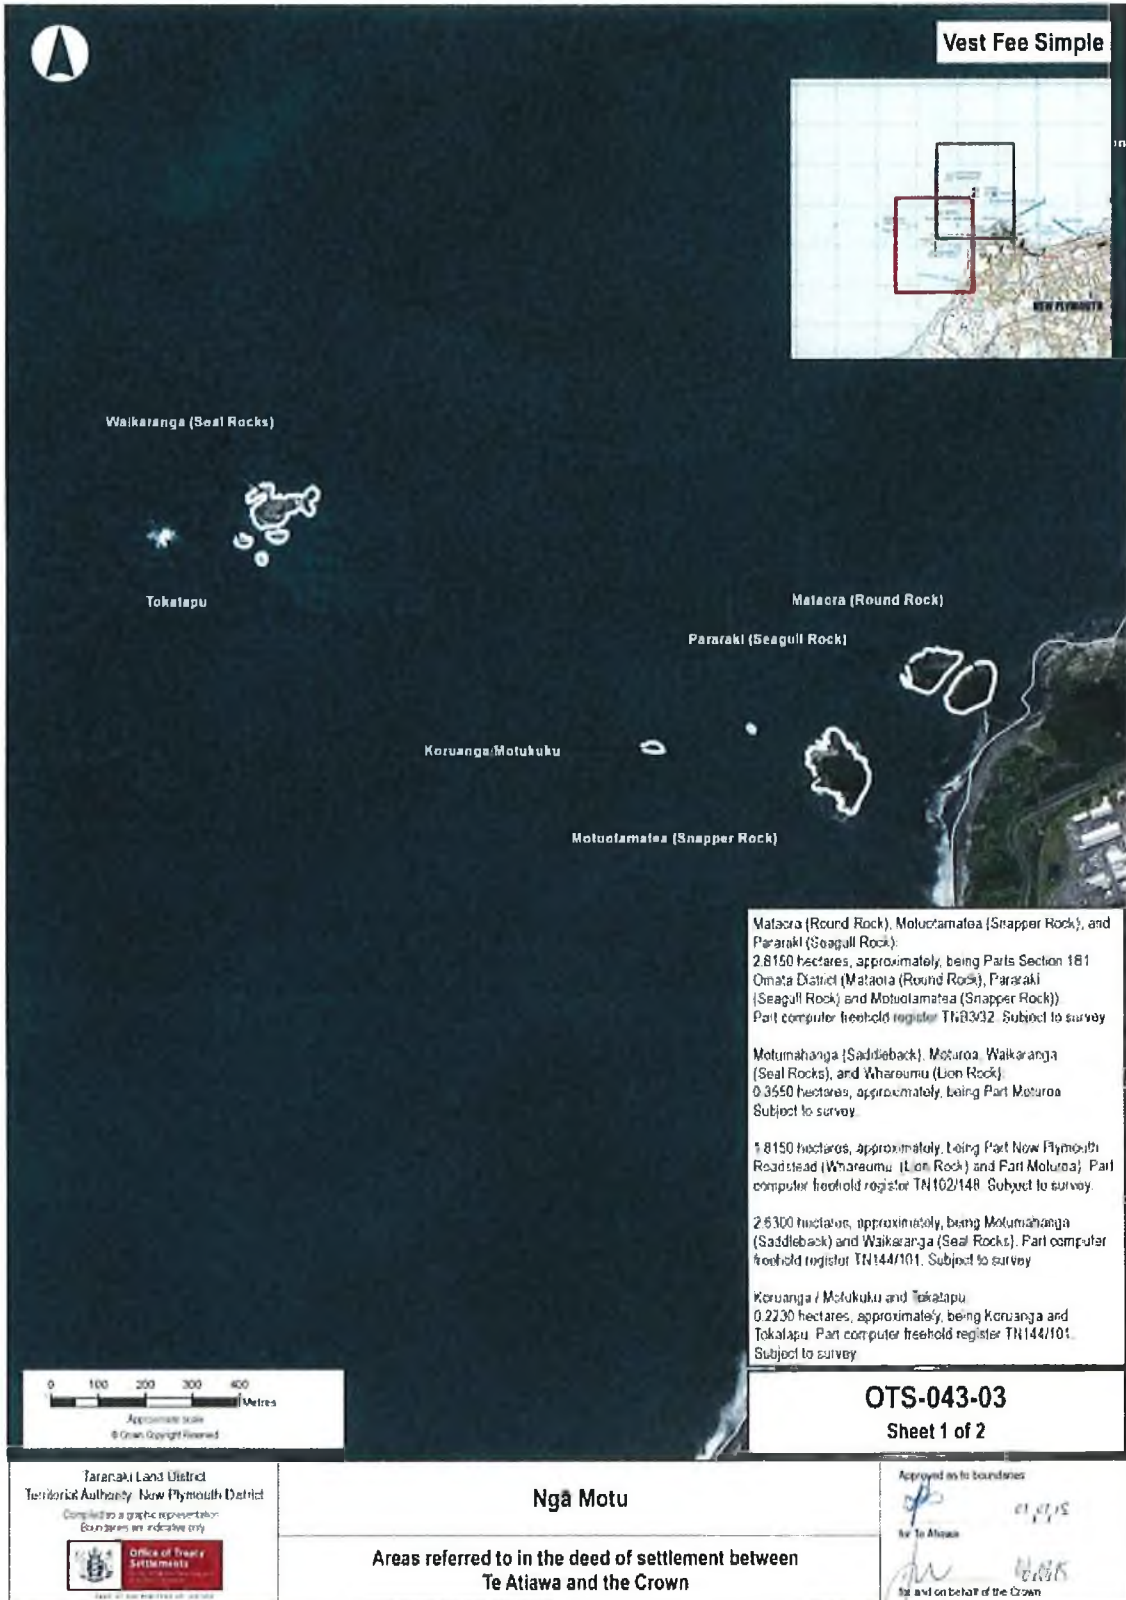 Vest Fee Simple
NEW PLYMOUTH
Waikaranga (Seal Rocks)
Tokatapu
Mataora (Round Rock)
Pararaki (Seagull Rock)
Koruanga/Motukuku
Motuotamatea (Snapper Rock)
Mataora (Round Rock), Motuotamatea (Snapper Rock), and
Pararaki (Seagull Rock):
2.8150 hectares, approximately, being Parts Section 181
Omata District (Mataora (Round Rock), Pararaki
(Seagull Rock) and Motuotamatea (Snapper Rock))
Part computer freehold register TNB3/32. Subject to survey
Motumahanga (Saddleback), Moturoa, Waikaranga
(Seal Rocks), and Whareumu (Lion Rock):
0.3550 hectares, approximately, being Part Moturoa
Subject to survey.
1.8150 hectares, approximately, being Part New Plymouth
Roadstead (Whareumu (Lion Rock) and Part Moturoa). Part
computer freehold register TN102/148. Subject to survey.
2.6300 hectares, approximately, being Motumahanga
(Saddleback) and Waikaranga (Seal Rocks). Part computer
freehold register TN144/101. Subject to survey
Koruanga / Motukuku and Tokatapu
0.2230 hectares, approximately, being Koruanga and
Tokatapu. Part computer freehold register TN144/101.
Subject to survey
0 100 200 300 400
Metres
Approximate scale
© Crown Copyright Reserved
OTS-043-03
Sheet 1 of 2
Taranaki Land District
Territorial Authority: New Plymouth District
Compiled as a graphic representation
Boundaries are indicative only
Office of Treaty
Settlements
Ngā Motu
Areas referred to in the deed of settlement between
Te Atiawa and the Crown
Approved as to boundaries
for Te Atiawa
for and on behalf of the Crown